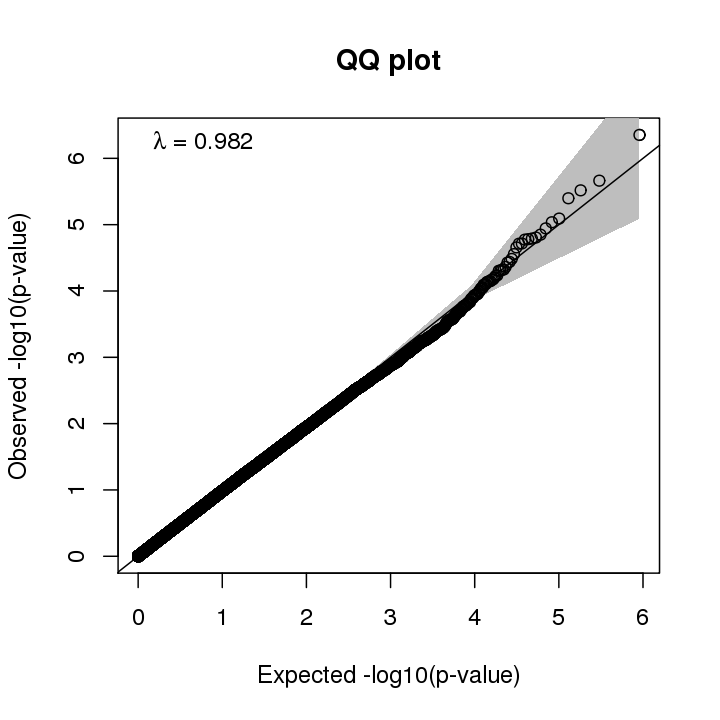 QQ plot
λ = 0.982
6
5
4
3
2
1
0
Observed -log10(p-value)
0 1 2 3 4 5 6
Expected -log10(p-value)